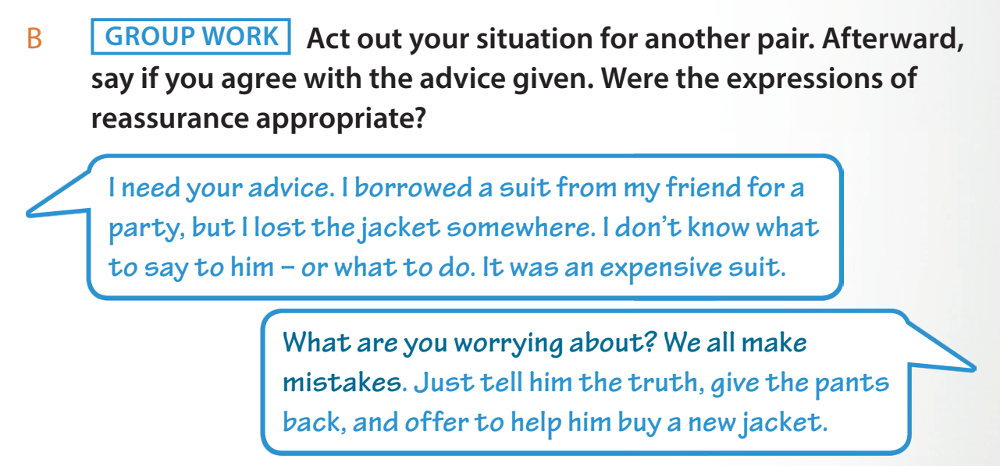 B GROUP WORK Act out your situation for another pair. Afterward,
say if you agree with the advice given. Were the expressions of
reassurance appropriate?
I need your advice. I borrowed a suit from my friend for a
party, but I lost the jacket somewhere. I don't know what
to say to him – or what to do. It was an expensive suit.
What are you worrying about? We all make
mistakes. Just tell him the truth, give the pants
back, and offer to help him buy a new jacket.